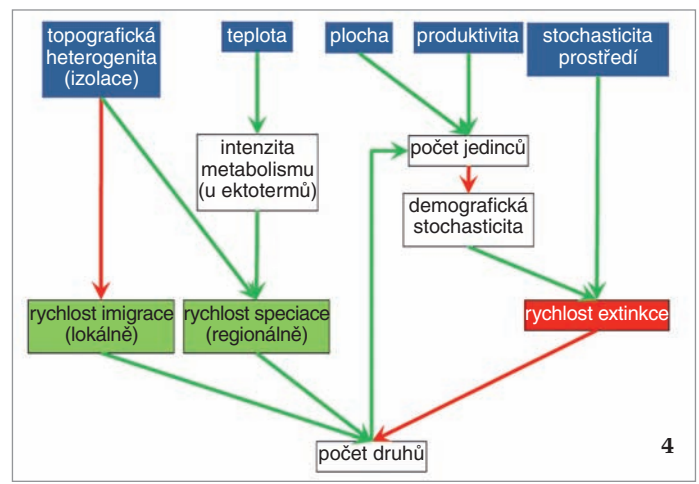 topografická
heterogenita
(izolace)
teplota
plocha
produktivita
stochasticita
prostředí
intenzita
metabolismu
(u ektotermů)
počet jedinců
demografická
stochasticita
rychlost imigrace
(lokálně)
rychlost speciace
(regionálně)
rychlost extinkce
počet druhů
4